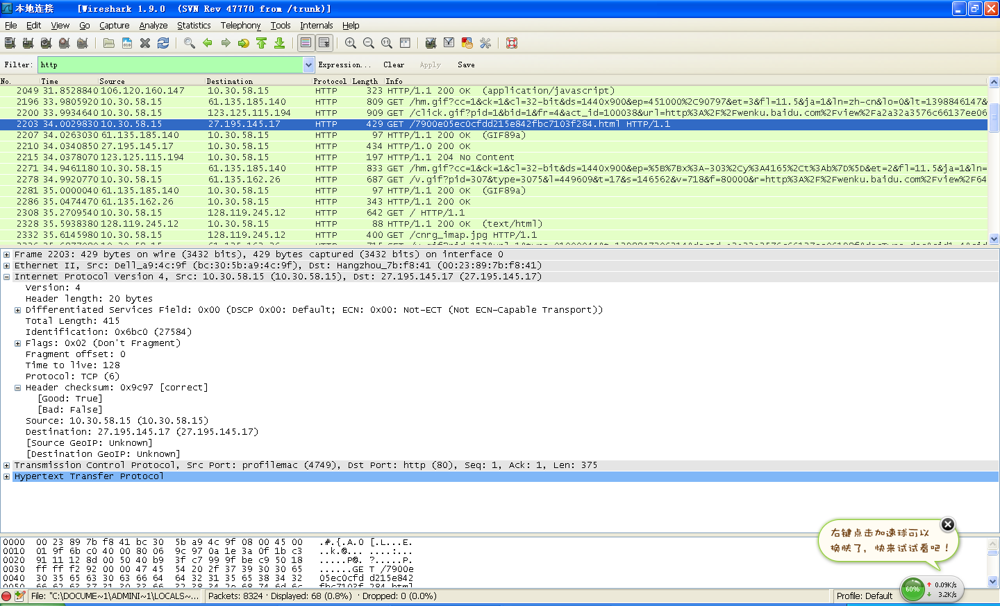 本地连接 [Wireshark 1.9.0 (SVN Rev 47770 from /trunk)]
File Edit View Go Capture Analyze Statistics Telephony Tools Internals Help
Filter: http Expression... Clear Apply Save
No. Time Source Destination Protocol Length Info
2049 31.8528840 106.120.160.147 10.30.58.15 HTTP 323 HTTP/1.1 200 OK (application/javascript)
2196 33.9805920 10.30.58.15 61.135.185.140 HTTP 809 GET /hm.gif?cc=1&ck=1&cl=32-bit&ds=1440x900&ep=451000%2C90797&et=3&fl=11.5&ja=1&ln=zh-cn&lo=0&lt=1398846147&
2200 33.9934640 10.30.58.15 123.125.115.194 HTTP 909 GET /click.gif?pid=1&bid=1&fr=4&act_id=100038&url=http%3A%2F%2Fwenku.baidu.com%2Fview%2Fa2a32a3576c66137ee06
2203 34.0029830 10.30.58.15 27.195.145.17 HTTP 429 GET /7900e05ec0cfdd215e842fbc7103f284.html HTTP/1.1
2207 34.0263030 61.135.185.140 10.30.58.15 HTTP 97 HTTP/1.1 200 OK (GIF89a)
2210 34.0340850 27.195.145.17 10.30.58.15 HTTP 434 HTTP/1.0 200 OK
2215 34.0378070 123.125.115.194 10.30.58.15 HTTP 197 HTTP/1.1 204 No Content
2271 34.9461180 10.30.58.15 61.135.185.140 HTTP 833 GET /hm.gif?cc=1&ck=1&cl=32-bit&ds=1440x900&ep=%5B%7Bx%3A-303%2Cy%3A4165%2Ct%3Ab%7D%5D&et=2&fl=11.5&ja=1&ln=
2278 34.9920770 10.30.58.15 61.135.162.26 HTTP 687 GET /v.gif?pid=307&type=3075&l=449609&t=17&s=146562&v=718&f=80000&r=http%3A%2F%2Fwenku.baidu.com%2Fview%2F64
2281 35.0000040 61.135.185.140 10.30.58.15 HTTP 97 HTTP/1.1 200 OK (GIF89a)
2286 35.0474470 61.135.162.26 10.30.58.15 HTTP 343 HTTP/1.1 200 OK
2308 35.2709540 10.30.58.15 128.119.245.12 HTTP 642 GET / HTTP/1.1
2328 35.5938380 128.119.245.12 10.30.58.15 HTTP 88 HTTP/1.1 200 OK (text/html)
2332 35.6145980 10.30.58.15 128.119.245.12 HTTP 400 GET /cnrg_imap.jpg HTTP/1.1
Frame 2203: 429 bytes on wire (3432 bits), 429 bytes captured (3432 bits) on interface 0
Ethernet II, Src: Dell_a9:4c:9f (bc:30:5b:a9:4c:9f), Dst: Hangzhou_7b:f8:41 (00:23:89:7b:f8:41)
Internet Protocol Version 4, Src: 10.30.58.15 (10.30.58.15), Dst: 27.195.145.17 (27.195.145.17)
Version: 4
Header length: 20 bytes
Differentiated Services Field: 0x00 (DSCP 0x00: Default; ECN: 0x00: Not-ECT (Not ECN-Capable Transport))
Total Length: 415
Identification: 0x6bc0 (27584)
Flags: 0x02 (Don't Fragment)
Fragment offset: 0
Time to live: 128
Protocol: TCP (6)
Header checksum: 0x9c97 [correct]
[Good: True]
[Bad: False]
Source: 10.30.58.15 (10.30.58.15)
Destination: 27.195.145.17 (27.195.145.17)
[Source GeoIP: Unknown]
[Destination GeoIP: Unknown]
Transmission Control Protocol, Src Port: profilemac (4749), Dst Port: http (80), Seq: 1, Ack: 1, Len: 375
Hypertext Transfer Protocol
0000 00 23 89 7b f8 41 bc 30 5b a9 4c 9f 08 00 45 00 .#.{.A.0 [.L...E.
0010 01 9f 6b c0 40 00 80 06 9c 97 0a 1e 3a 0f 1b c3 ..k.@... ....:...
0020 91 11 12 8d 00 50 40 b9 3f c7 99 9f be c9 50 18 .....P@. ?.....P.
0030 ff ff f2 92 00 00 47 45 54 20 2f 37 39 30 30 65 ......GE T /7900e
0040 30 35 65 63 30 63 66 64 64 32 31 35 65 38 34 32 05ec0cfd d215e842
0050 66 62 63 37 31 30 33 66 32 38 34 2e 68 74 6d 6c fbc7103f 284.html
右键点击加速球可以
换肤了，快来试试看吧！
File: "C:\DOCUME~1\ADMINI~1\LOCALS~... Packets: 8324 · Displayed: 68 (0.8%) · Dropped: 0 (0.0%) Profile: Default
60% 0.09K/s
3.2K/s